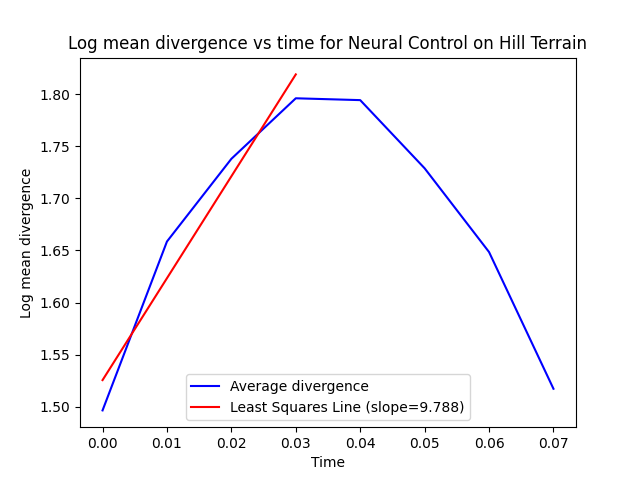 Log mean divergence vs time for Neural Control on Hill Terrain
Log mean divergence
1.80
1.75
1.70
1.65
1.60
1.55
1.50
Average divergence
Least Squares Line (slope=9.788)
0.00 0.01 0.02 0.03 0.04 0.05 0.06 0.07
Time